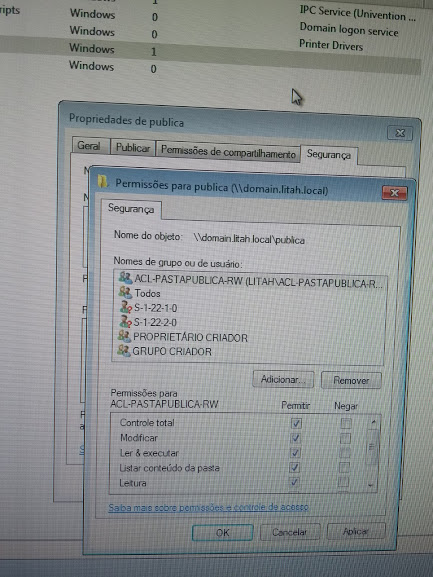 1
ripts Windows 0 IPC Service (Univention ...
Windows 0 Domain logon service
Windows 1 Printer Drivers
Windows 0
Propriedades de publica
Geral Publicar Permissões de compartilhamento Segurança
Permissões para publica (\\domain.litah.local)
Segurança
Nome do objeto: \\domain.litah.local\publica
Nomes de grupo ou de usuário:
ACL-PASTAPUBLICA-RW (LITAH\ACL-PASTAPUBLICA-R...
Todos
S-1-22-1-0
S-1-22-2-0
PROPRIETÁRIO CRIADOR
GRUPO CRIADOR
Adicionar... Remover
Permissões para
ACL-PASTAPUBLICA-RW Permitir Negar
Controle total
Modificar
Ler & executar
Listar conteúdo da pasta
Leitura
Saiba mais sobre permissões e controle de acesso
OK Cancelar Aplicar